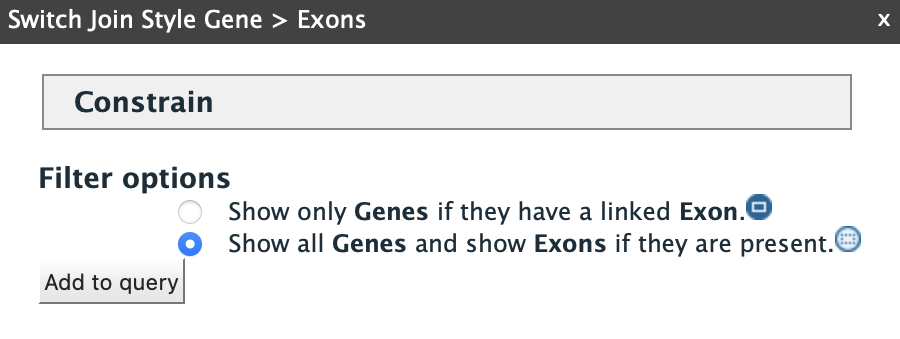 Switch Join Style Gene > Exons x
Constrain
Filter options
Show only Genes if they have a linked Exon.
Show all Genes and show Exons if they are present.
Add to query